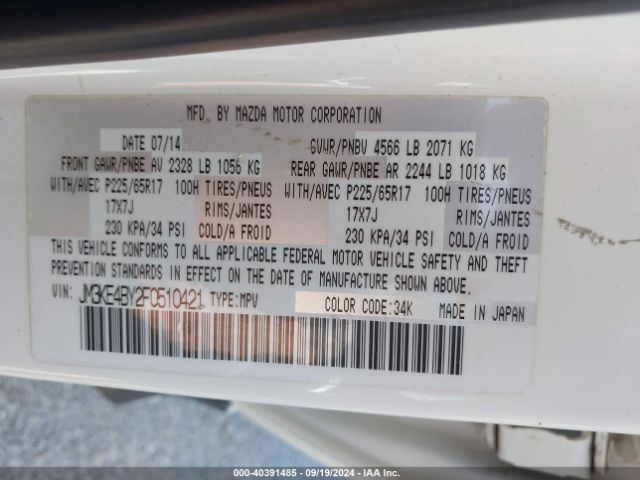 MFD. BY MAZDA MOTOR CORPORATION
DATE 07/14 GVWR/PNBV 4566 LB 2071 KG
FRONT GAWR/PNBE AV 2328 LB 1056 KG REAR GAWR/PNBE AR 2244 LB 1018 KG
WITH/AVEC P225/65R17 100H TIRES/PNEUS WITH/AVEC P225/65R17 100H TIRES/PNEUS
17X7J RIMS/JANTES 17X7J RIMS/JANTES
230 KPA/34 PSI COLD/A FROID 230 KPA/34 PSI COLD/A FROID
THIS VEHICLE CONFORMS TO ALL APPLICABLE FEDERAL MOTOR VEHICLE SAFETY AND THEFT
PREVENTION STANDARDS IN EFFECT ON THE DATE OF MANUFACTURE SHOWN ABOVE.
VIN: JM3KE4BY2F0510421 TYPE:MPV COLOR CODE:34K MADE IN JAPAN
000-40391485 - 09/19/2024 - IAA Inc.